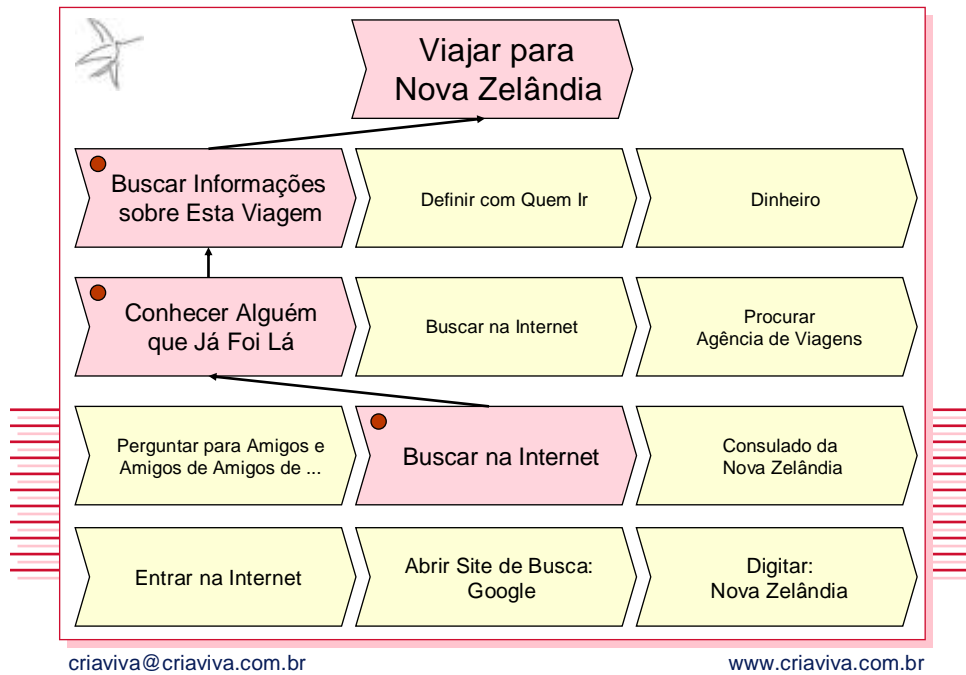 Viajar para
Nova Zelândia
Buscar Informações
sobre Esta Viagem
Definir com Quem Ir
Dinheiro
Conhecer Alguém
que Já Foi Lá
Buscar na Internet
Procurar
Agência de Viagens
Perguntar para Amigos e
Amigos de Amigos de ...
Buscar na Internet
Consulado da
Nova Zelândia
Entrar na Internet
Abrir Site de Busca:
Google
Digitar:
Nova Zelândia
criaviva@criaviva.com.br
www.criaviva.com.br